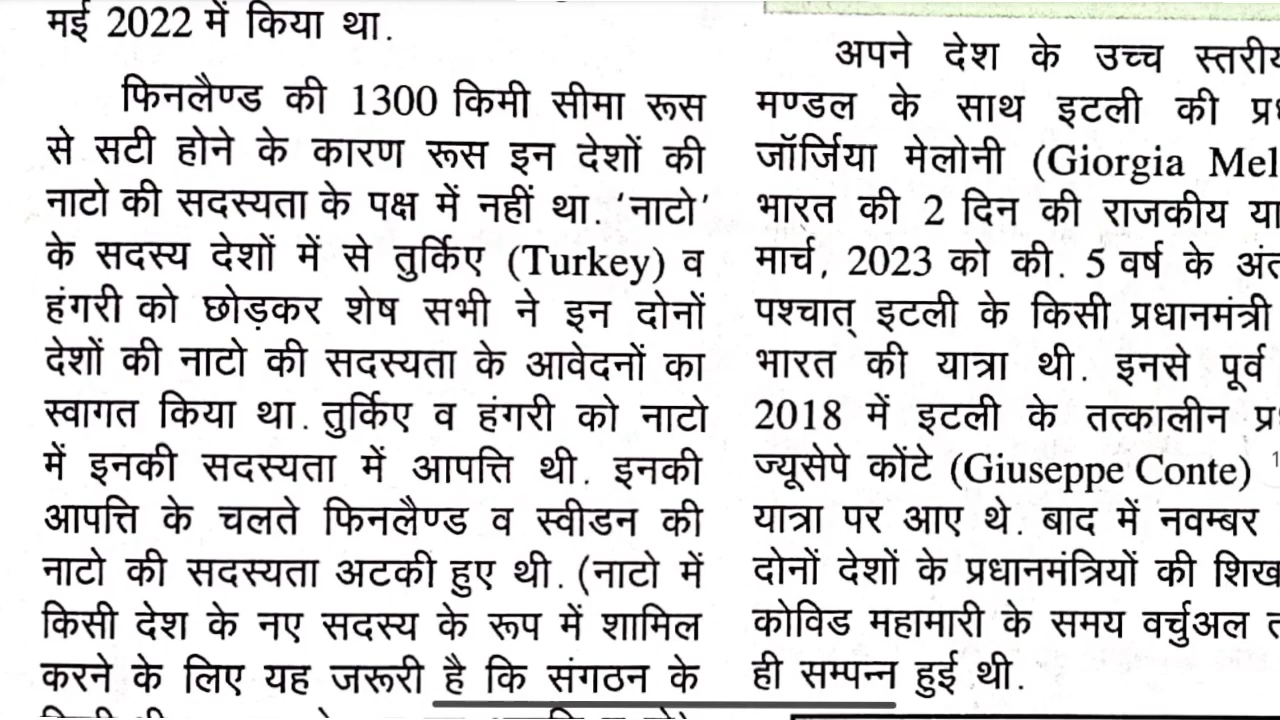 मई 2022 में किया था.
फिनलैण्ड की 1300 किमी सीमा रूस
से सटी होने के कारण रूस इन देशों की
नाटो की सदस्यता के पक्ष में नहीं था. ‘नाटो’
के सदस्य देशों में से तुर्किए (Turkey) व
हंगरी को छोड़कर शेष सभी ने इन दोनों
देशों की नाटो की सदस्यता के आवेदनों का
स्वागत किया था. तुर्किए व हंगरी को नाटो
में इनकी सदस्यता में आपत्ति थी. इनकी
आपत्ति के चलते फिनलैण्ड व स्वीडन की
नाटो की सदस्यता अटकी हुए थी. (नाटो में
किसी देश के नए सदस्य के रूप में शामिल
करने के लिए यह जरूरी है कि संगठन के
अपने देश के उच्च स्तरीय
मण्डल के साथ इटली की
जॉर्जिया मेलोनी (Giorgia Mel
भारत की 2 दिन की राजकीय या
मार्च, 2023 को की. 5 वर्ष के अंत
पश्चात् इटली के किसी प्रधानमंत्री
भारत की यात्रा थी. इनसे पूर्व
2018 में इटली के तत्कालीन
ज्यूसेपे कोंटे (Giuseppe Conte)
यात्रा पर आए थे. बाद में नवम्बर
दोनों देशों के प्रधानमंत्रियों की शिख
कोविड महामारी के समय वर्चुअल
ही सम्पन्न हुई थी.